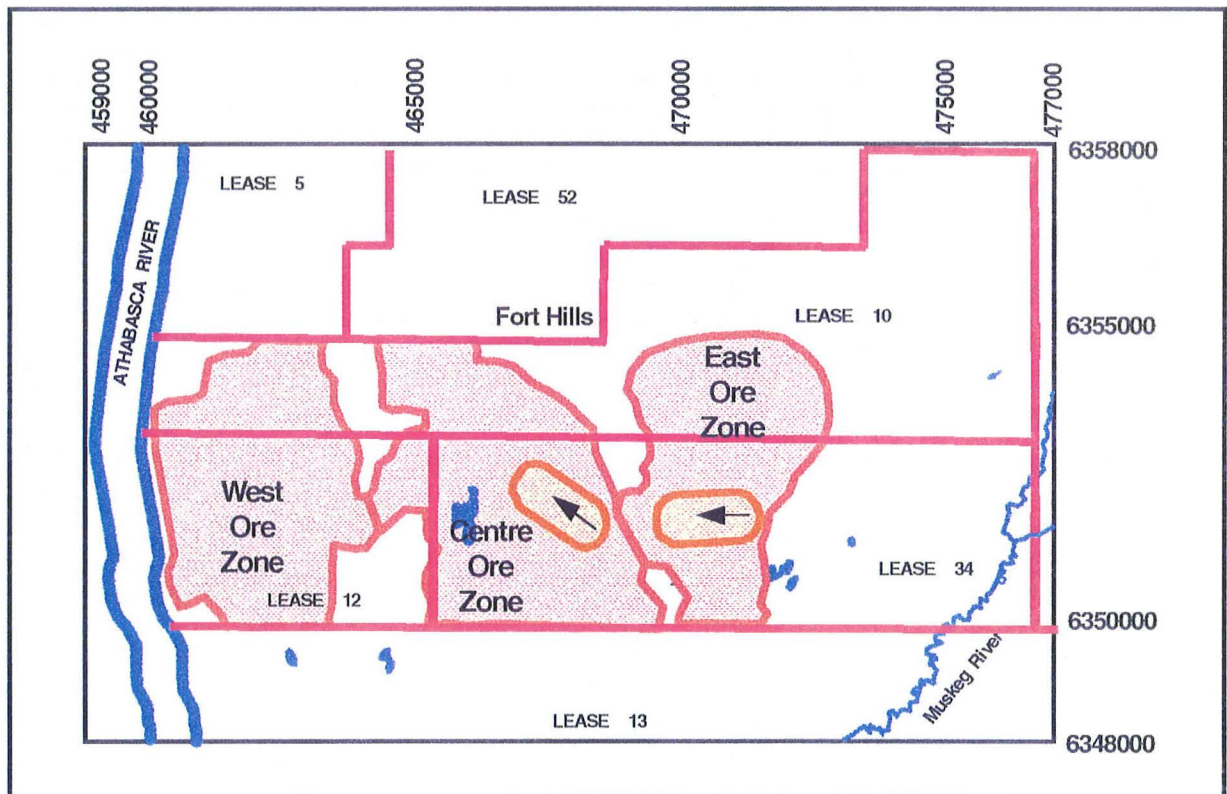 459000
460000
465000
470000
475000
477000
6358000
LEASE 5
LEASE 52
ATHABASCA RIVER
Fort Hills
LEASE 10
6355000
East
Ore
Zone
West
Ore
Zone
Centre
Ore
Zone
LEASE 34
LEASE 12
6350000
Muskeg River
LEASE 13
6348000